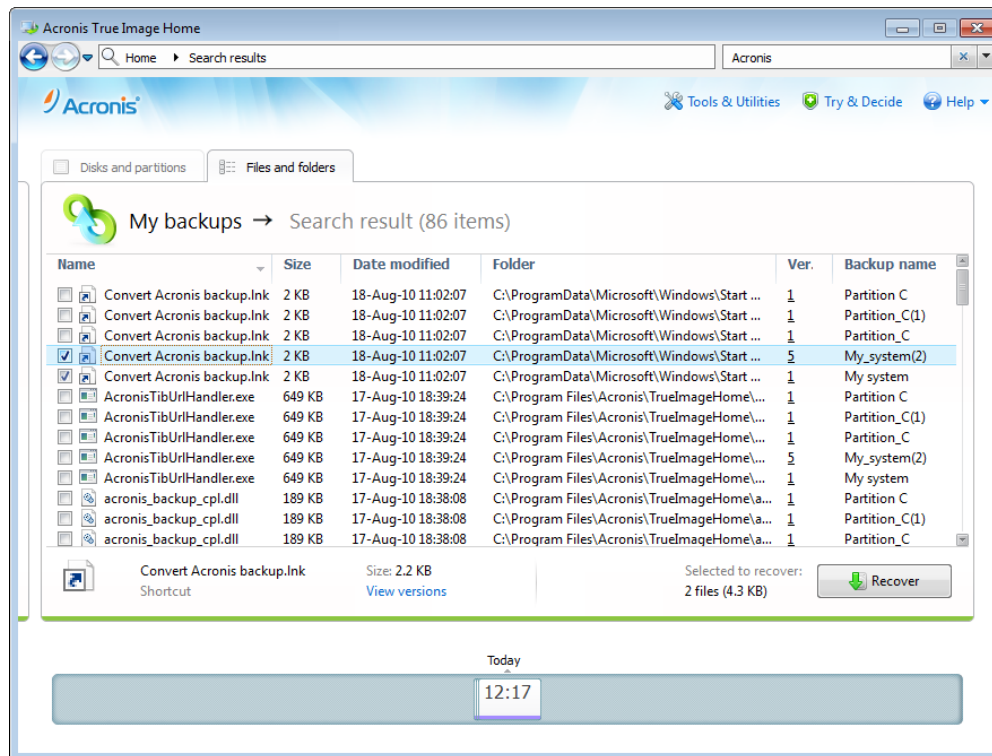 Acronis True Image Home
Home ▸ Search results Acronis
Acronis Tools & Utilities Try & Decide Help
Disks and partitions Files and folders
My backups → Search result (86 items)
Name Size Date modified Folder Ver. Backup name
Convert Acronis backup.lnk 2 KB 18-Aug-10 11:02:07 C:\ProgramData\Microsoft\Windows\Start ... 1 Partition C
Convert Acronis backup.lnk 2 KB 18-Aug-10 11:02:07 C:\ProgramData\Microsoft\Windows\Start ... 1 Partition_C(1)
Convert Acronis backup.lnk 2 KB 18-Aug-10 11:02:07 C:\ProgramData\Microsoft\Windows\Start ... 1 Partition_C
Convert Acronis backup.lnk 2 KB 18-Aug-10 11:02:07 C:\ProgramData\Microsoft\Windows\Start ... 5 My_system(2)
Convert Acronis backup.lnk 2 KB 18-Aug-10 11:02:07 C:\ProgramData\Microsoft\Windows\Start ... 1 My system
AcronisTibUrlHandler.exe 649 KB 17-Aug-10 18:39:24 C:\Program Files\Acronis\TrueImageHome\... 1 Partition C
AcronisTibUrlHandler.exe 649 KB 17-Aug-10 18:39:24 C:\Program Files\Acronis\TrueImageHome\... 1 Partition_C(1)
AcronisTibUrlHandler.exe 649 KB 17-Aug-10 18:39:24 C:\Program Files\Acronis\TrueImageHome\... 1 Partition_C
AcronisTibUrlHandler.exe 649 KB 17-Aug-10 18:39:24 C:\Program Files\Acronis\TrueImageHome\... 5 My_system(2)
AcronisTibUrlHandler.exe 649 KB 17-Aug-10 18:39:24 C:\Program Files\Acronis\TrueImageHome\... 1 My system
acronis_backup_cpl.dll 189 KB 17-Aug-10 18:38:08 C:\Program Files\Acronis\TrueImageHome\a... 1 Partition C
acronis_backup_cpl.dll 189 KB 17-Aug-10 18:38:08 C:\Program Files\Acronis\TrueImageHome\a... 1 Partition_C(1)
acronis_backup_cpl.dll 189 KB 17-Aug-10 18:38:08 C:\Program Files\Acronis\TrueImageHome\a... 1 Partition_C
Convert Acronis backup.lnk Size: 2.2 KB Selected to recover: Recover
Shortcut View versions 2 files (4.3 KB)
Today
12:17